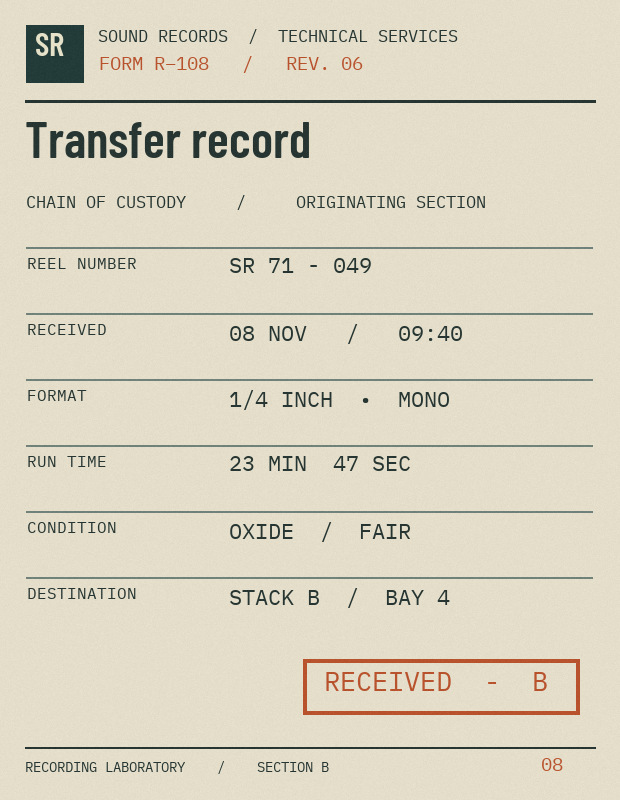 SR
SOUND RECORDS / TECHNICAL SERVICES
FORM R–108 / REV. 06
Transfer record
CHAIN OF CUSTODY / ORIGINATING SECTION
REEL NUMBER SR 71 - 049
RECEIVED 08 NOV / 09:40
FORMAT 1/4 INCH • MONO
RUN TIME 23 MIN 47 SEC
CONDITION OXIDE / FAIR
DESTINATION STACK B / BAY 4
RECEIVED - B
RECORDING LABORATORY / SECTION B 08